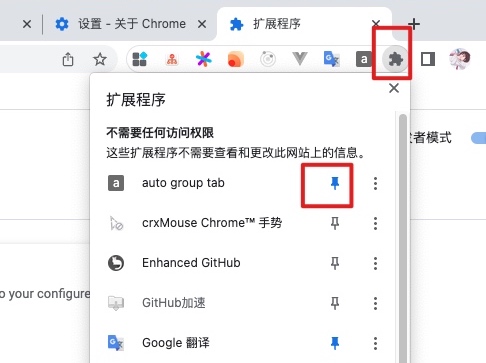 设置 - 关于 Chrome
扩展程序
扩展程序
不需要任何访问权限
这些扩展程序不需要查看和更改此网站上的信息。
发者模式
a auto group tab
crxMouse Chrome™ 手势
Enhanced GitHub
GitHub加速
o your configure
Google 翻译